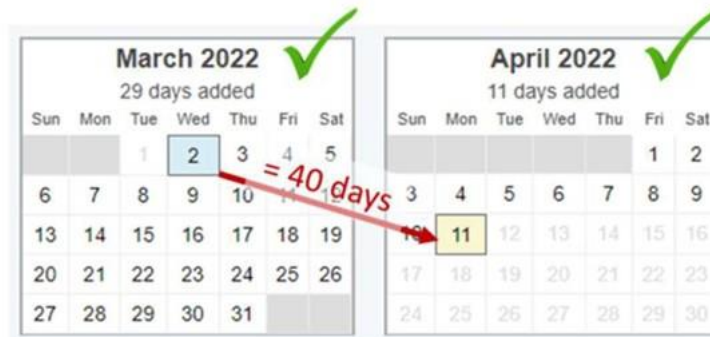 March 2022
29 days added
Sun Mon Tue Wed Thu Fri Sat
1 2 3 4 5
6 7 8 9 10 11 12
13 14 15 16 17 18 19
20 21 22 23 24 25 26
27 28 29 30 31
= 40 days
April 2022
11 days added
Sun Mon Tue Wed Thu Fri Sat
1 2
3 4 5 6 7 8 9
10 11 12 13 14 15 16
17 18 19 20 21 22 23
24 25 26 27 28 29 30